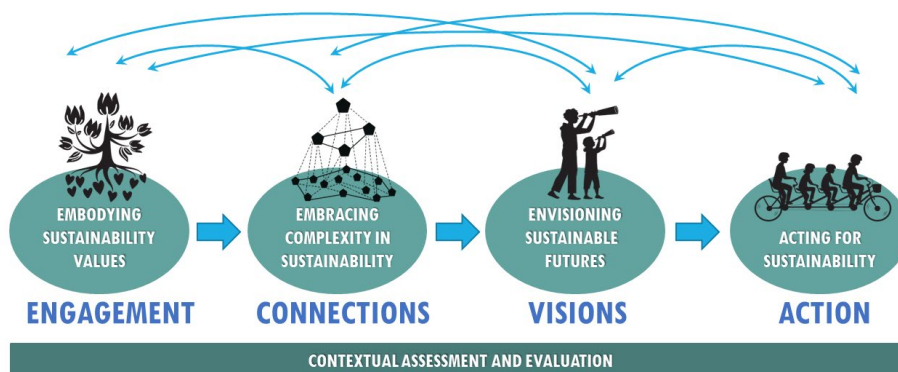 EMBODYING
SUSTAINABILITY
VALUES
EMBRACING
COMPLEXITY IN
SUSTAINABILITY
ENVISIONING
SUSTAINABLE
FUTURES
ACTING FOR
SUSTAINABILITY
ENGAGEMENT
CONNECTIONS
VISIONS
ACTION
CONTEXTUAL ASSESSMENT AND EVALUATION